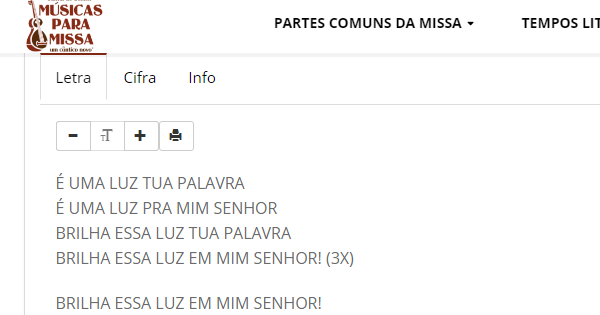 MÚSICAS
PARA
MISSA
um cântico novo
PARTES COMUNS DA MISSA
TEMPOS LIT
Letra
Cifra
Info
É UMA LUZ TUA PALAVRA
É UMA LUZ PRA MIM SENHOR
BRILHA ESSA LUZ TUA PALAVRA
BRILHA ESSA LUZ EM MIM SENHOR! (3X)
BRILHA ESSA LUZ EM MIM SENHOR!